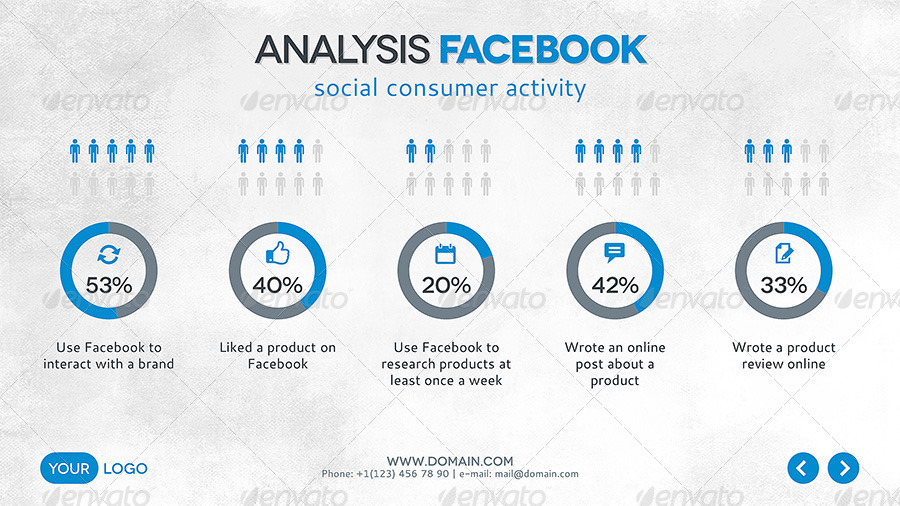 ANALYSIS FACEBOOK
social consumer activity
53%
40%
20%
42%
33%
Use Facebook to
interact with a brand
Liked a product on
Facebook
Use Facebook to
research products at
least once a week
Wrote an online
post about a
product
Wrote a product
review online
YOUR LOGO
WWW.DOMAIN.COM
Phone: +1(123) 456 78 90 | e-mail: mail@domain.com
envato